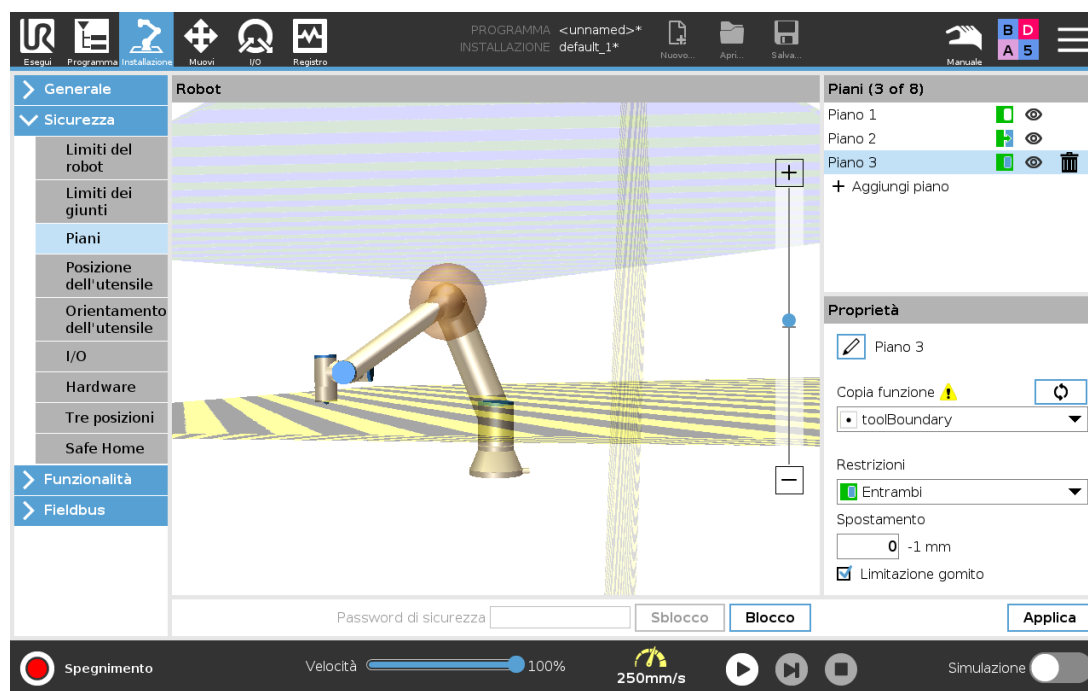 PROGRAMMA <unnamed>*
INSTALLAZIONE default_1*
Esegui
Programma
Installazione
Muovi
I/O
Registro
Nuovo...
Apri...
Salva...
Manuale
B D
A 5
Generale
Sicurezza
Limiti del
robot
Limiti dei
giunti
Piani
Posizione
dell'utensile
Orientamento
dell'utensile
I/O
Hardware
Tre posizioni
Safe Home
Funzionalità
Fieldbus
Robot
Piani (3 of 8)
Piano 1
Piano 2
Piano 3
+ Aggiungi piano
Proprietà
Piano 3
Copia funzione
toolBoundary
Restrizioni
Entrambi
Spostamento
0 -1 mm
Limitazione gomito
Password di sicurezza
Sblocco
Blocco
Applica
Spegnimento
Velocità
100%
250mm/s
Simulazione